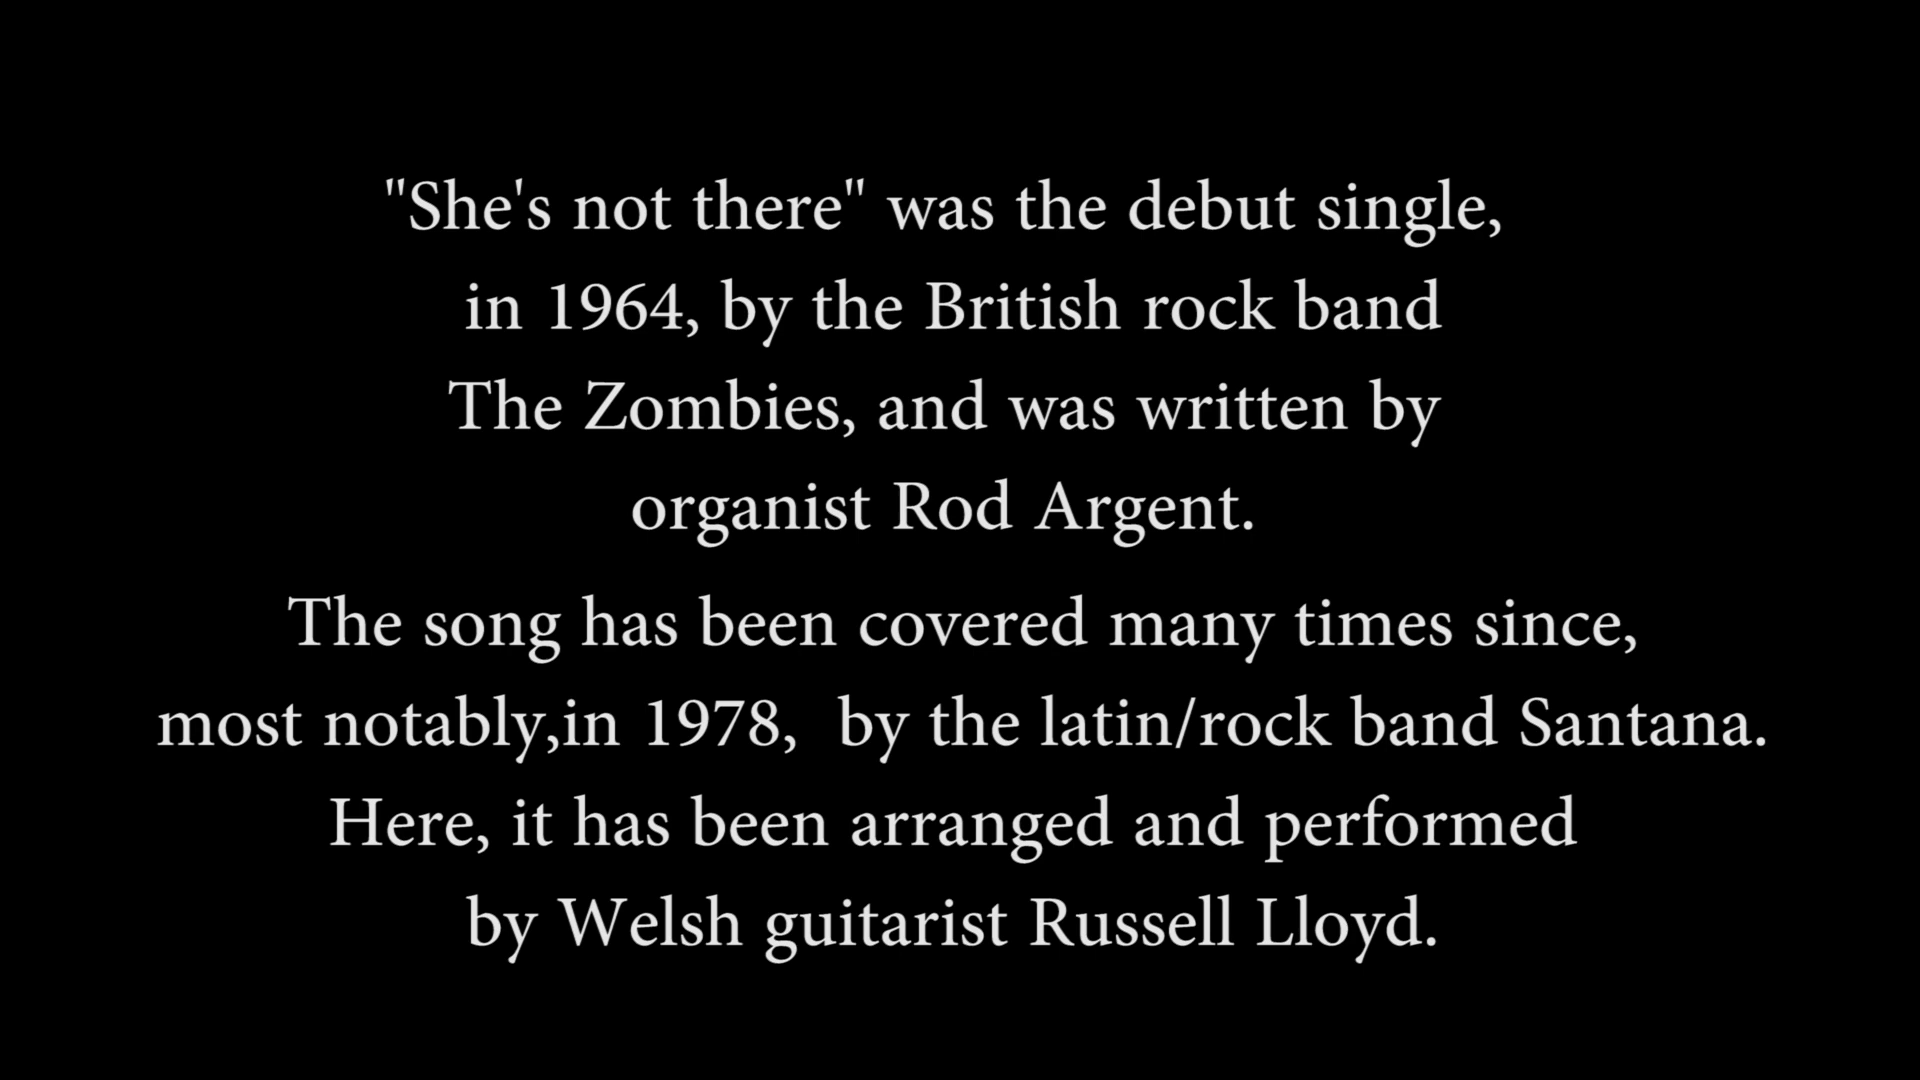 "She's not there" was the debut single,
in 1964, by the British rock band
The Zombies, and was written by
organist Rod Argent.
The song has been covered many times since,
most notably,in 1978,  by the latin/rock band Santana.
Here, it has been arranged and performed
by Welsh guitarist Russell Lloyd.